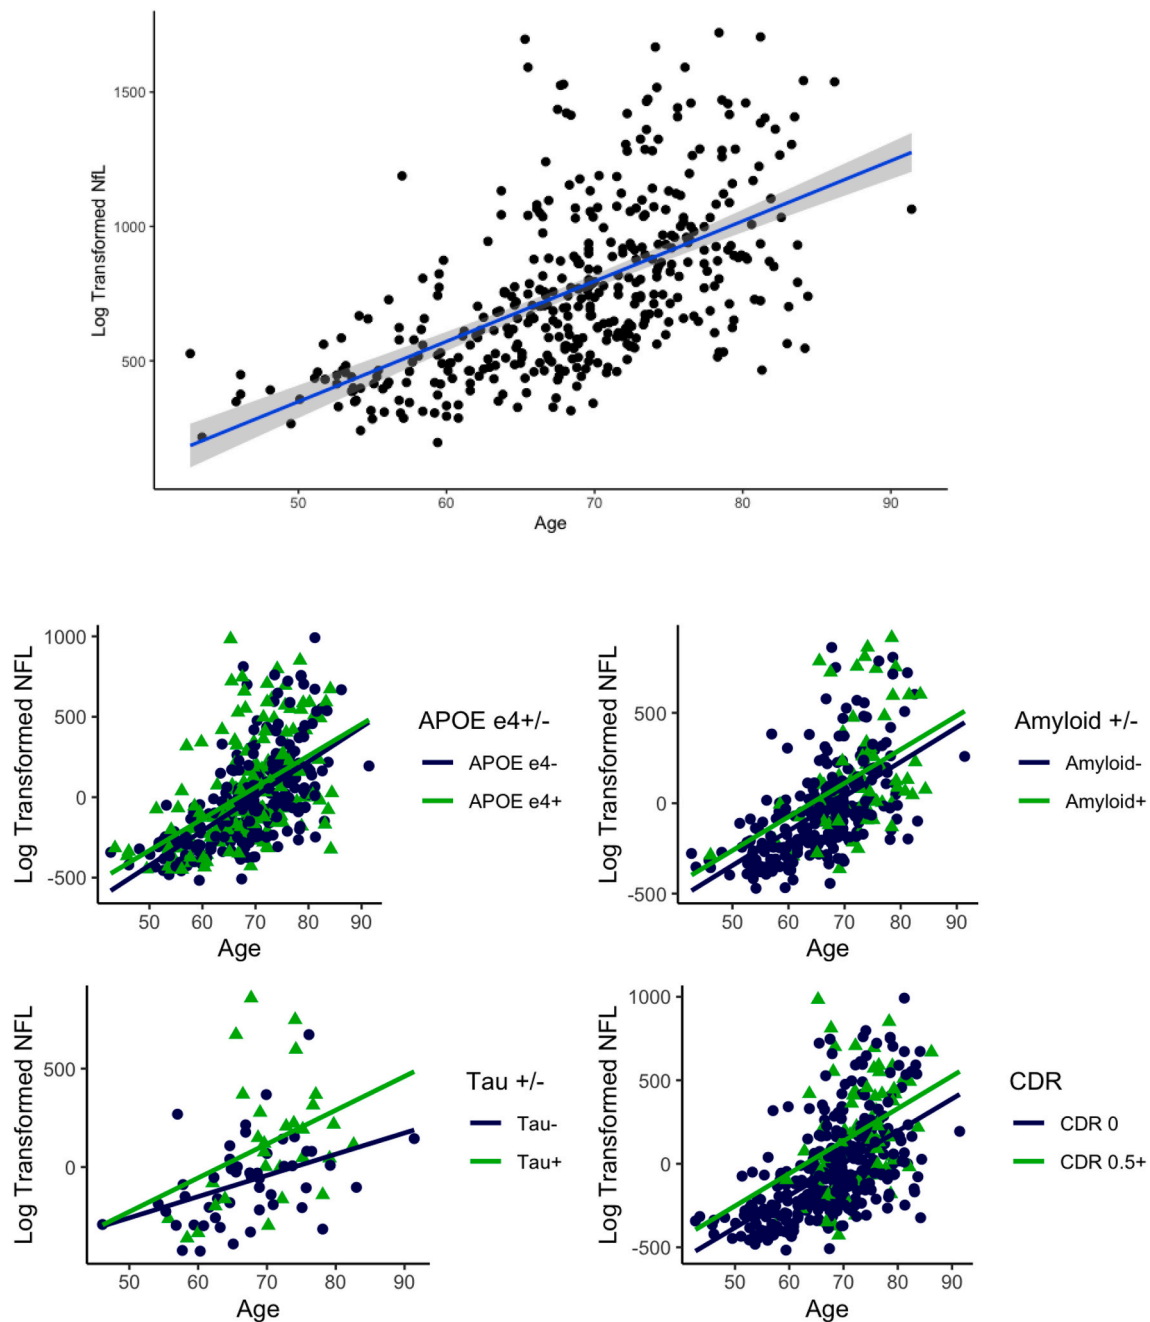 Log Transformed NfL
1500
1000
500
50 60 70 80 90
Age
Log Transformed NFL
1000
500
0
-500
50 60 70 80 90
Age
APOE e4+/-
APOE e4-
APOE e4+
Log Transformed NFL
500
0
-500
50 60 70 80 90
Age
Amyloid +/-
Amyloid-
Amyloid+
Log Transformed NFL
500
0
50 60 70 80 90
Age
Tau +/-
Tau-
Tau+
Log Transformed NFL
1000
500
0
-500
50 60 70 80 90
Age
CDR
CDR 0
CDR 0.5+